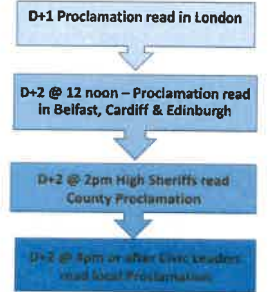 D+1 Proclamation read in London
D+2 @ 12 noon – Proclamation read
in Belfast, Cardiff & Edinburgh
D+2 @ 2pm High Sheriffs read
County Proclamation
D+2 @ 4pm or after Civic Leaders
read local Proclamation